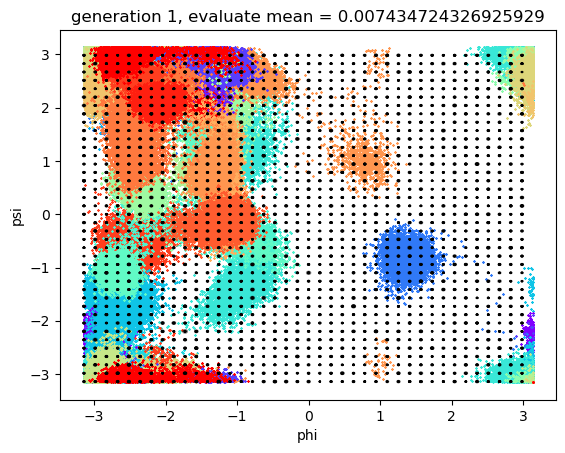 generation 1, evaluate mean = 0.007434724326925929
psi
3
2
1
0
−1
−2
−3
−3 −2 −1 0 1 2 3
phi